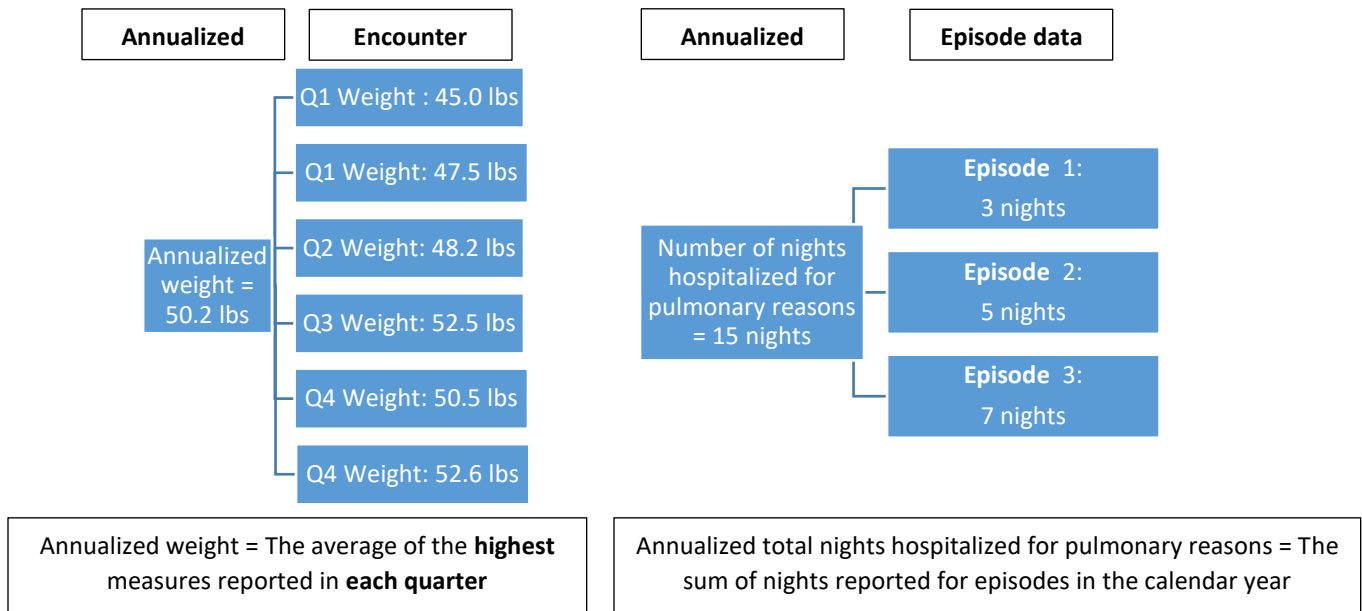 Annualized
Encounter
Q1 Weight : 45.0 lbs
Q1 Weight: 47.5 lbs
Q2 Weight: 48.2 lbs
Q3 Weight: 52.5 lbs
Q4 Weight: 50.5 lbs
Q4 Weight: 52.6 lbs
Annualized
weight =
50.2 lbs
Annualized weight = The average of the highest
measures reported in each quarter
Annualized
Episode data
Number of nights
hospitalized for
pulmonary reasons
= 15 nights
Episode 1:
3 nights
Episode 2:
5 nights
Episode 3:
7 nights
Annualized total nights hospitalized for pulmonary reasons = The
sum of nights reported for episodes in the calendar year